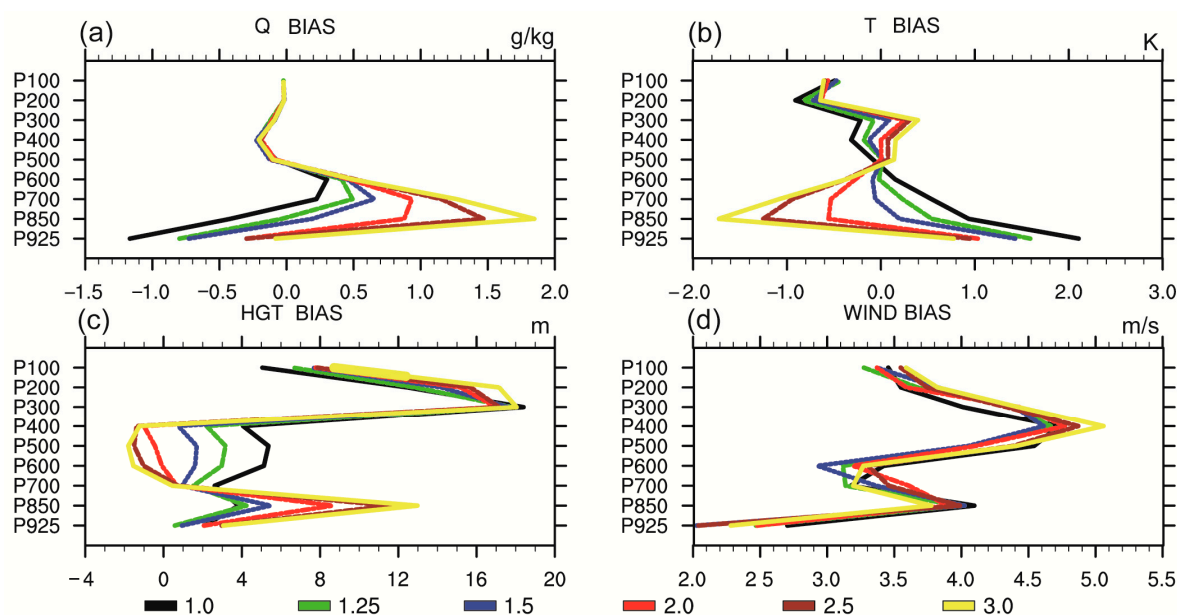 (a) Q BIAS g/kg
(b) T BIAS K
P100
P200
P300
P400
P500
P600
P700
P850
P925
P100
P200
P300
P400
P500
P600
P700
P850
P925
−1.5 −1.0 −0.5 0.0 0.5 1.0 1.5 2.0
−2.0 −1.0 0.0 1.0 2.0 3.0
(c) HGT BIAS m
(d) WIND BIAS m/s
P100
P200
P300
P400
P500
P600
P700
P850
P925
P100
P200
P300
P400
P500
P600
P700
P850
P925
−4 0 4 8 12 16 20
2.0 2.5 3.0 3.5 4.0 4.5 5.0 5.5
1.0 1.25 1.5 2.0 2.5 3.0